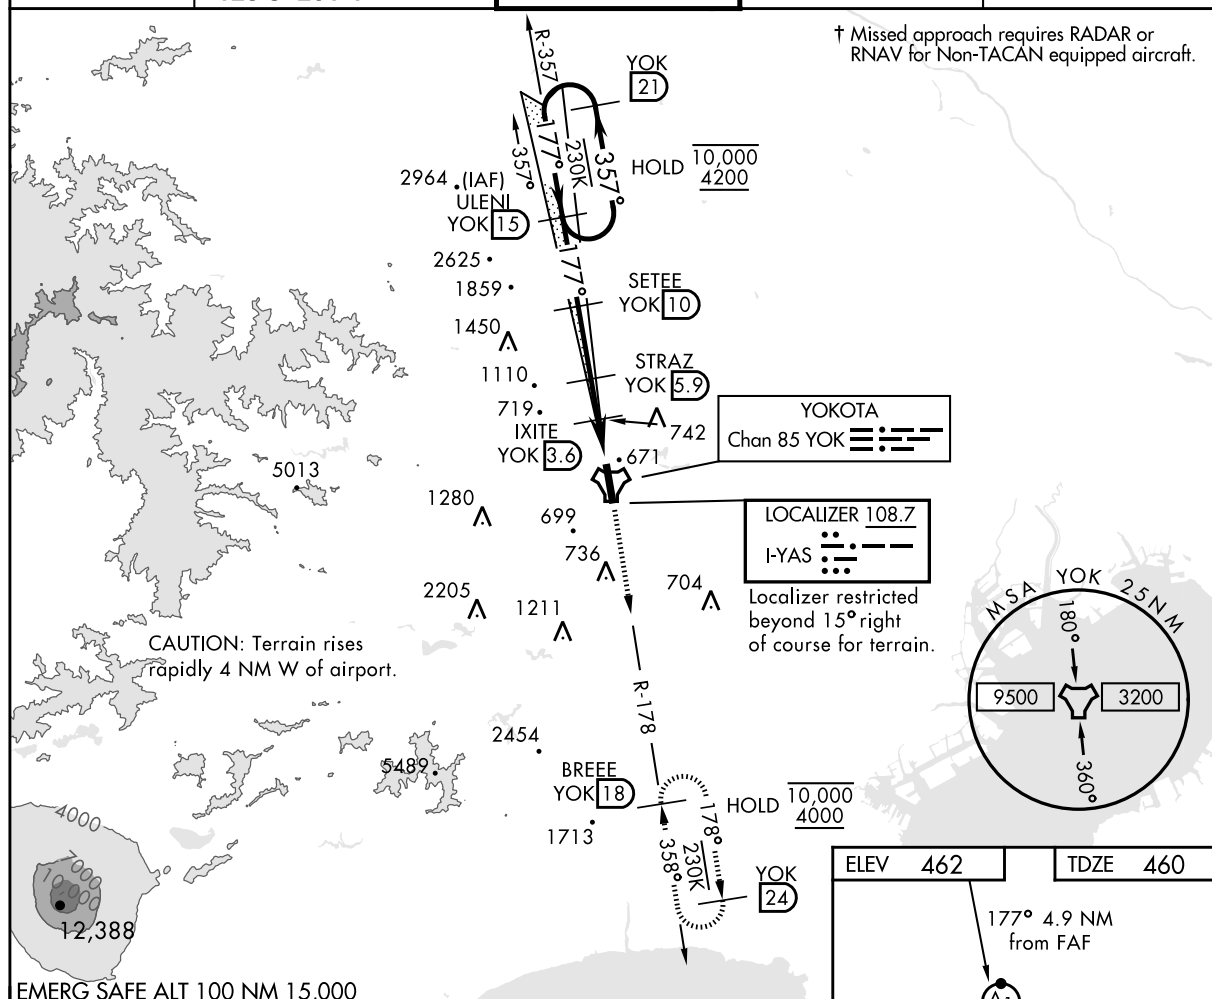 † Missed approach requires RADAR or
RNAV for Non-TACAN equipped aircraft.
R-357
YOK
21
177°
357°
230K
357°
HOLD 10,000
4200
2964 (IAF)
ULENI
YOK 15
177°
2625
1859
SETEE
YOK 10
1450
STRAZ
YOK 5.9
1110
719
IXITE
YOK 3.6
742
671
YOKOTA
Chan 85 YOK
5013
1280
699
736
LOCALIZER 108.7
I-YAS
Localizer restricted
beyond 15° right
of course for terrain.
2205
1211
704
CAUTION: Terrain rises
rapidly 4 NM W of airport.
MSA YOK 25NM
180°
9500
3200
360°
R-178
2454
5489
BREEE
YOK 18
1713
HOLD 10,000
4000
178°
358°
230K
YOK
24
4000
7000
10000
12,388
ELEV 462
TDZE 460
177° 4.9 NM
from FAF
EMERG SAFE ALT 100 NM 15,000